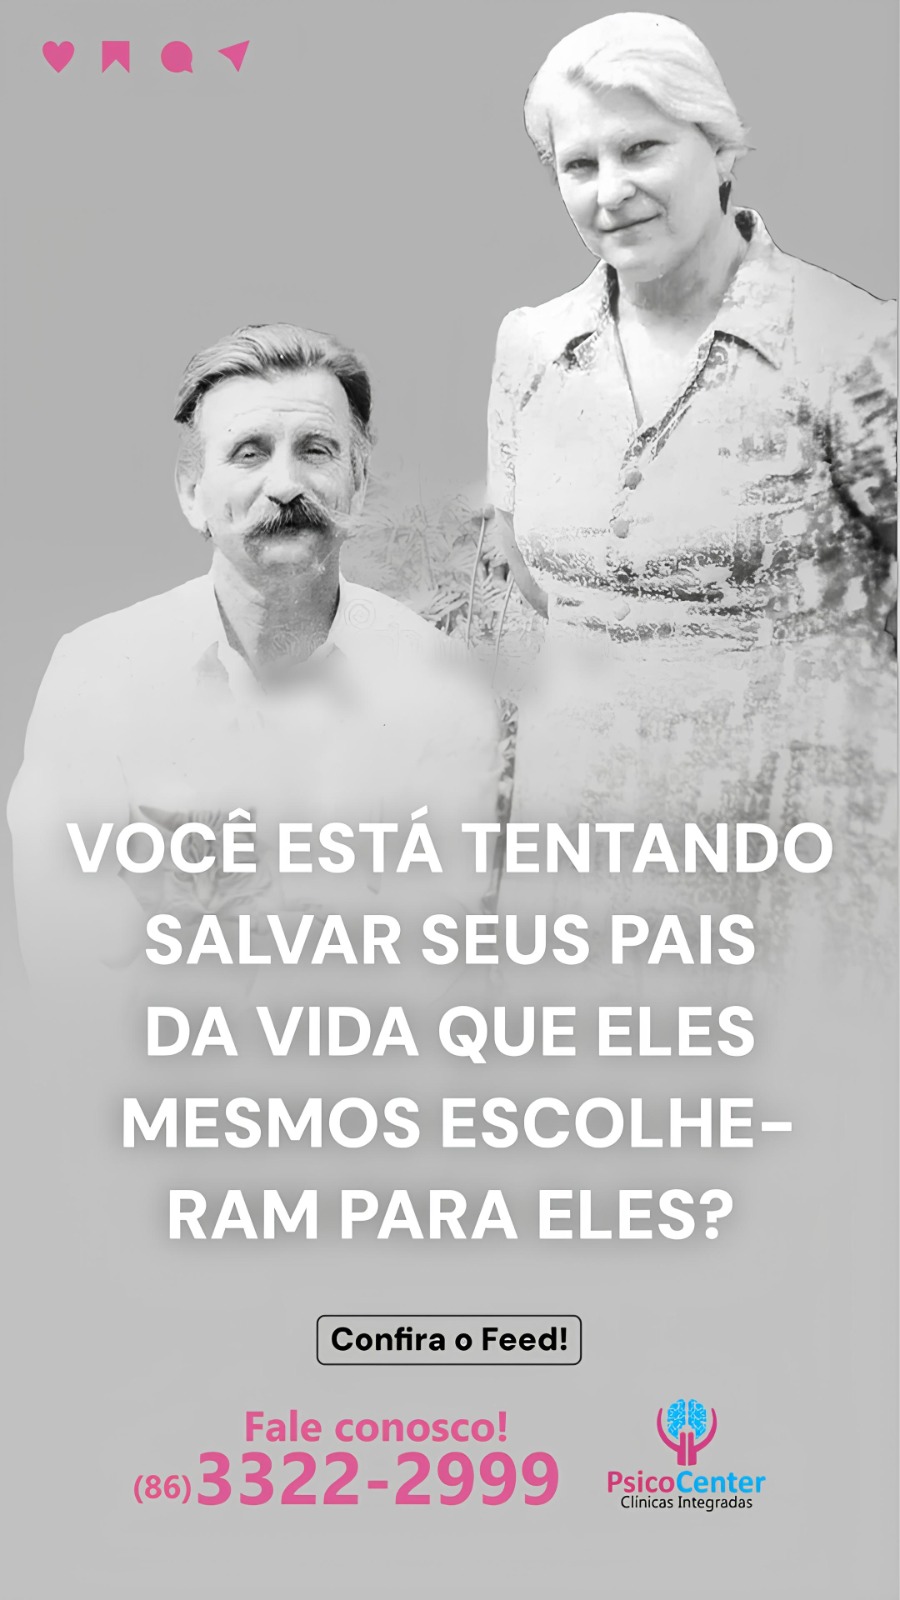 VOCÊ ESTÁ TENTANDO
SALVAR SEUS PAIS
DA VIDA QUE ELES
MESMOS ESCOLHE-
RAM PARA ELES?
Confira o Feed!
Fale conosco!
(86) 3322-2999
PsicoCenter
Clínicas Integradas